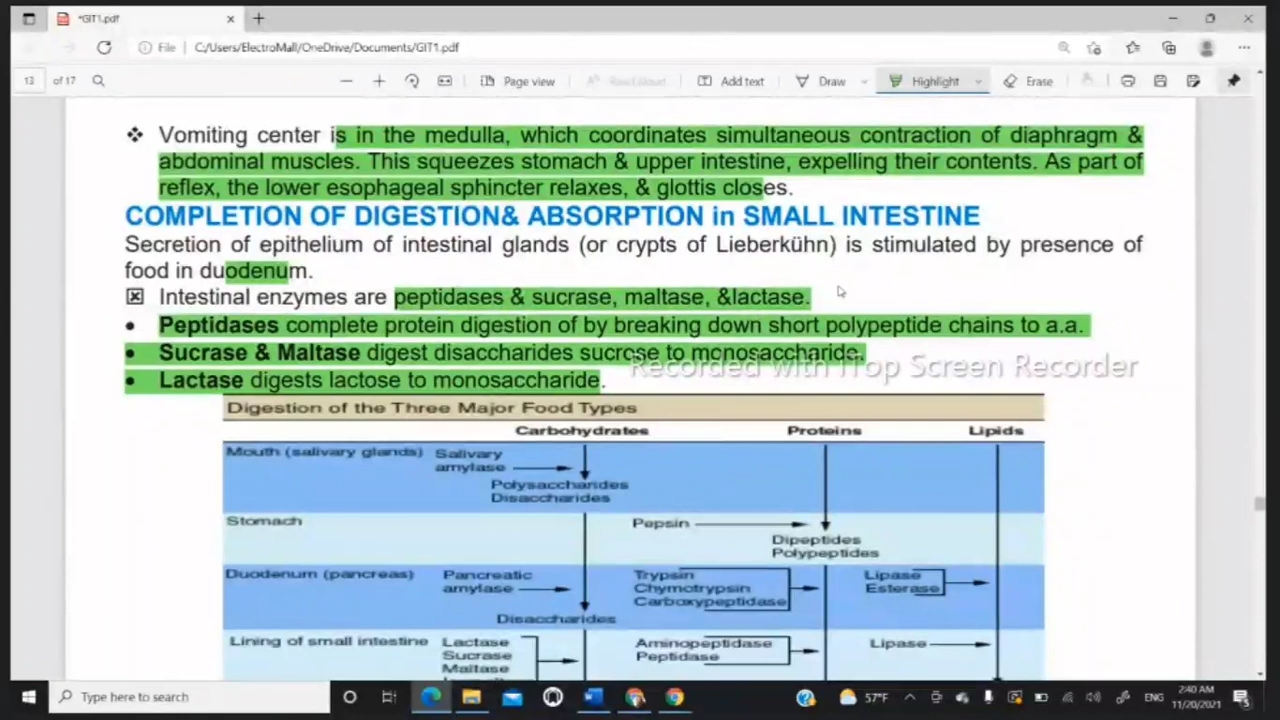 *GIT1.pdf
File C:/Users/ElectroMall/OneDrive/Documents/GIT1.pdf
13 of 17 Page view Read aloud Add text Draw Highlight Erase
Vomiting center is in the medulla, which coordinates simultaneous contraction of diaphragm &
abdominal muscles. This squeezes stomach & upper intestine, expelling their contents. As part of
reflex, the lower esophageal sphincter relaxes, & glottis closes.
COMPLETION OF DIGESTION& ABSORPTION in SMALL INTESTINE
Secretion of epithelium of intestinal glands (or crypts of Lieberkühn) is stimulated by presence of
food in duodenum.
Intestinal enzymes are peptidases & sucrase, maltase, &lactase.
• Peptidases complete protein digestion of by breaking down short polypeptide chains to a.a.
• Sucrase & Maltase digest disaccharides sucrose to monosaccharide.
Recorded with iTop Screen Recorder
• Lactase digests lactose to monosaccharide.
Digestion of the Three Major Food Types
Carbohydrates Proteins Lipids
Mouth (salivary glands) Salivary
amylase
Polysaccharides
Disaccharides
Stomach Pepsin
Dipeptides
Polypeptides
Duodenum (pancreas) Pancreatic Trypsin Lipase
amylase Chymotrypsin Esterase
Carboxypeptidase
Disaccharides
Lining of small intestine Lactase Aminopeptidase Lipase
Sucrase Peptidase
Maltase
Type here to search 57°F ENG 2:40 AM
11/20/2021 5